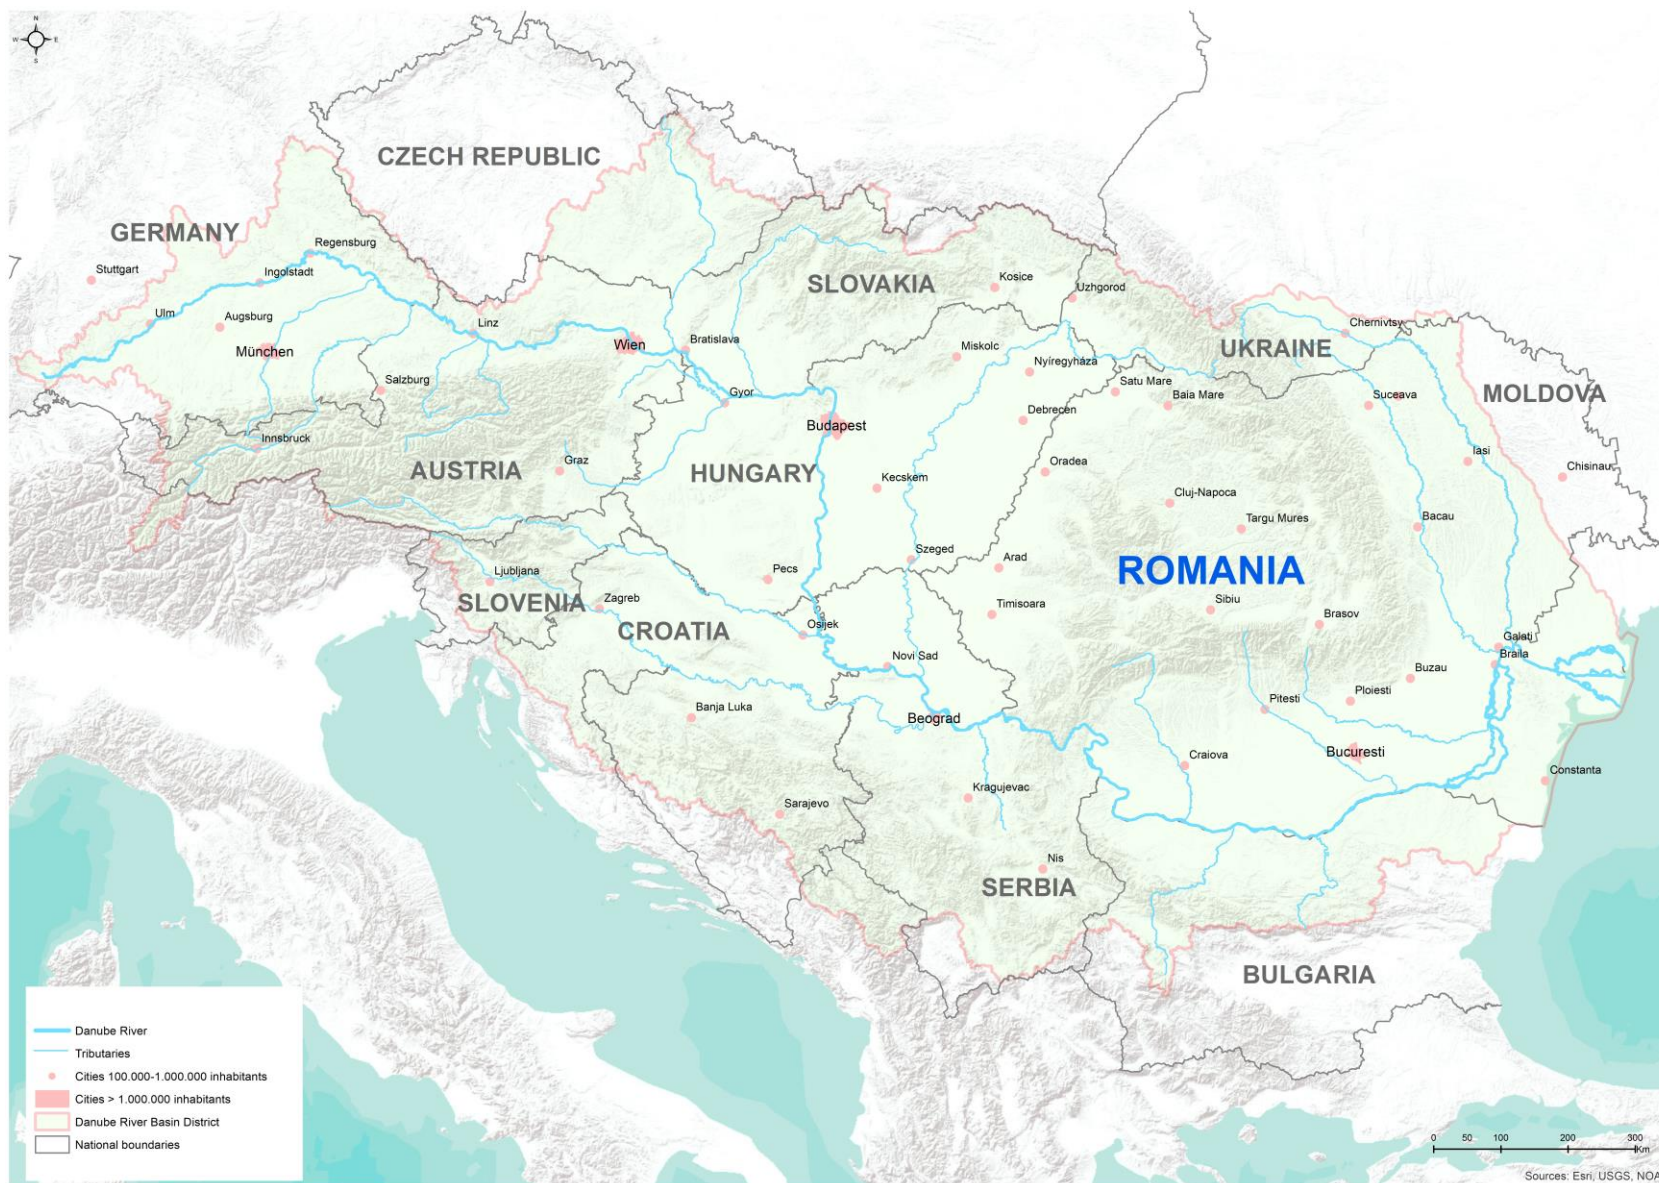 N
W
E
S
CZECH REPUBLIC
GERMANY
Regensburg
Stuttgart
Ingolstadt
SLOVAKIA
Kosice
Uzhgorod
Ulm
Augsburg
Linz
Chernivtsy
München
Wien
Bratislava
Miskolc
UKRAINE
Nyíregyháza
Salzburg
Satu Mare
Baia Mare
Suceava
MOLDOVA
Gyor
Debrecen
Budapest
Innsbruck
AUSTRIA
Graz
HUNGARY
Kecskem
Oradea
Iasi
Chisinau
Cluj-Napoca
Targu Mures
Bacau
Szeged
Arad
ROMANIA
Ljubljana
Pecs
SLOVENIA
Zagreb
Timisoara
Sibiu
Brasov
CROATIA
Osijek
Galati
Novi Sad
Braila
Buzau
Banja Luka
Beograd
Pitesti
Ploiesti
Bucuresti
Craiova
Constanta
Kragujevac
Sarajevo
Nis
SERBIA
BULGARIA
Danube River
Tributaries
Cities 100.000-1.000.000 inhabitants
Cities > 1.000.000 inhabitants
Danube River Basin District
National boundaries
0 50 100 200 300
Km
Sources: Esri, USGS, NOA